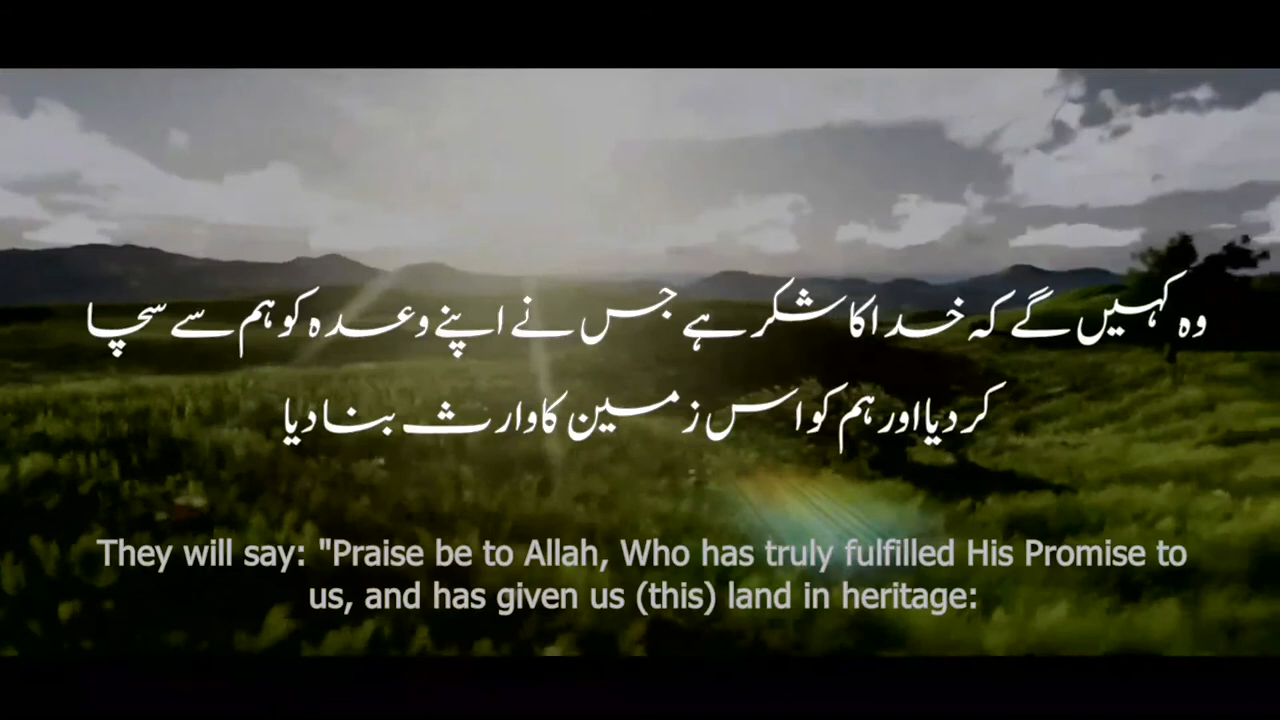 وہ کہیں گے کہ خدا کا شکر ہے جس نے اپنے وعدہ کو ہم سے سچا
کر دیا اور ہم کو اس زمین کا وارث بنا دیا
They will say: "Praise be to Allah, Who has truly fulfilled His Promise to
us, and has given us (this) land in heritage: